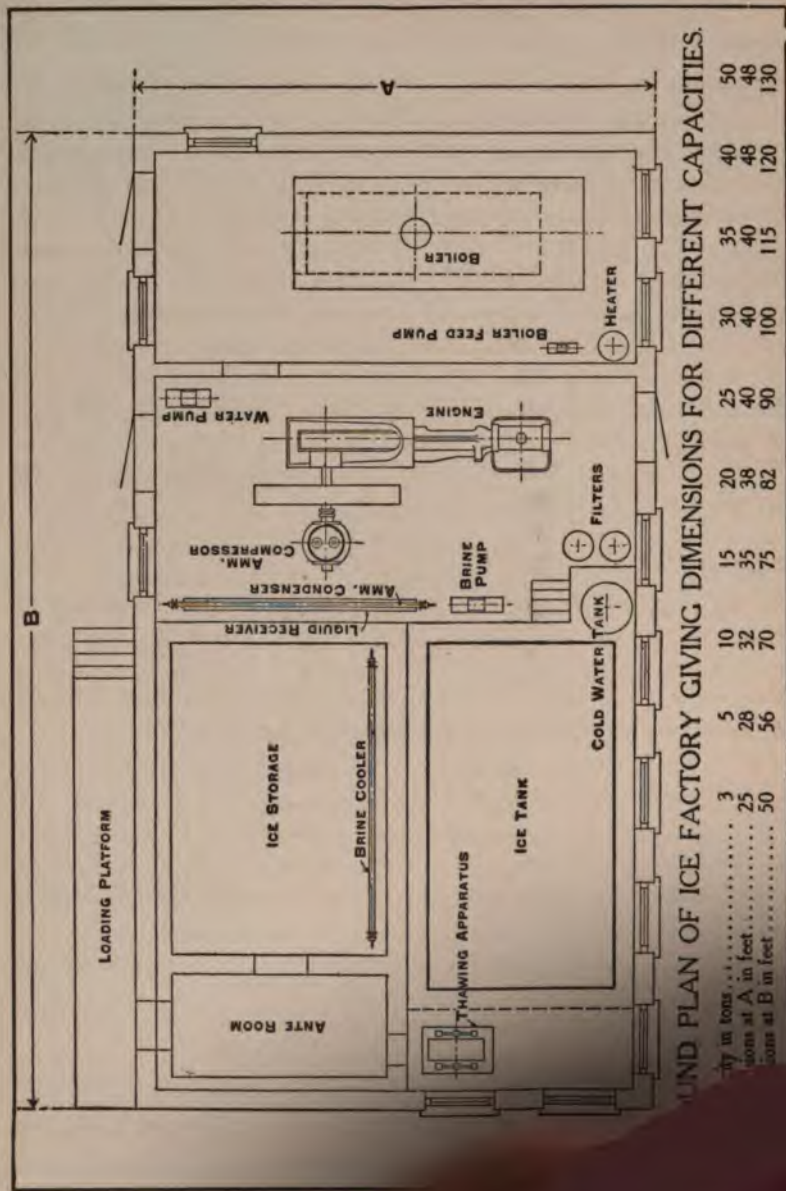 B
A
LOADING PLATFORM
ANTE ROOM
ICE STORAGE
BRINE COOLER
LIQUID RECEIVER
AMM. CONDENSER
AMM.
COMPRESSOR
WATER PUMP
ENGINE
BOILER FEED PUMP
BOILER
HEATER
THAWING APPARATUS
ICE TANK
BRINE
PUMP
COLD WATER TANK
FILTERS
UND PLAN OF ICE FACTORY GIVING DIMENSIONS FOR DIFFERENT CAPACITIES.
ity in tons 3 5 10 15 20 25 30 35 40 50
sions at A in feet 25 28 32 35 38 40 40 40 48 48
ions at B in feet 50 56 70 75 82 90 100 115 120 130